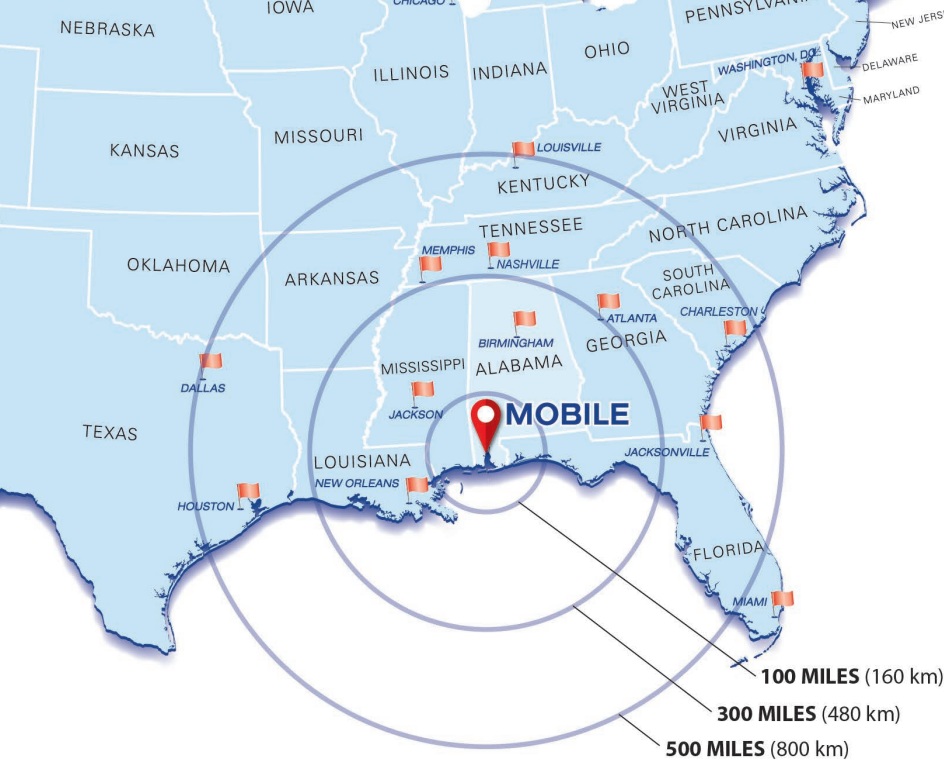 CHICAGO
IOWA
NEBRASKA
PENNSYLVANI
NEW JERS
OHIO
ILLINOIS
INDIANA
WASHINGTON, DC
DELAWARE
WEST
VIRGINIA
MARYLAND
MISSOURI
VIRGINIA
KANSAS
LOUISVILLE
KENTUCKY
TENNESSEE
NORTH CAROLINA
MEMPHIS
NASHVILLE
OKLAHOMA
ARKANSAS
SOUTH
CAROLINA
CHARLESTON
ATLANTA
BIRMINGHAM
GEORGIA
MISSISSIPPI
ALABAMA
DALLAS
JACKSON
MOBILE
TEXAS
JACKSONVILLE
LOUISIANA
NEW ORLEANS
HOUSTON
FLORIDA
MIAMI
100 MILES (160 km)
300 MILES (480 km)
500 MILES (800 km)